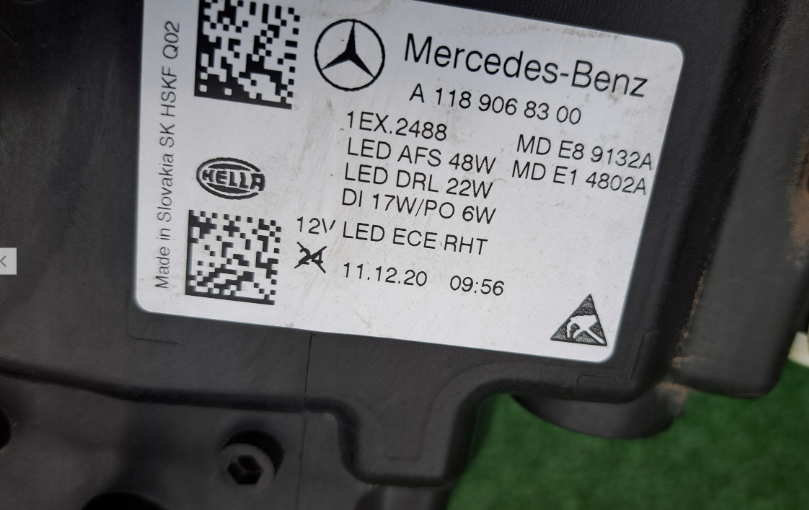 Mercedes-Benz
A 118 906 83 00
1EX.2488
LED AFS 48W
LED DRL 22W
DI 17W/PO 6W
MD E8 9132A
MD E1 4802A
12V LED ECE RHT
24
11.12.20 09:56
HELLA
Made in Slovakia SK HSKF Q02